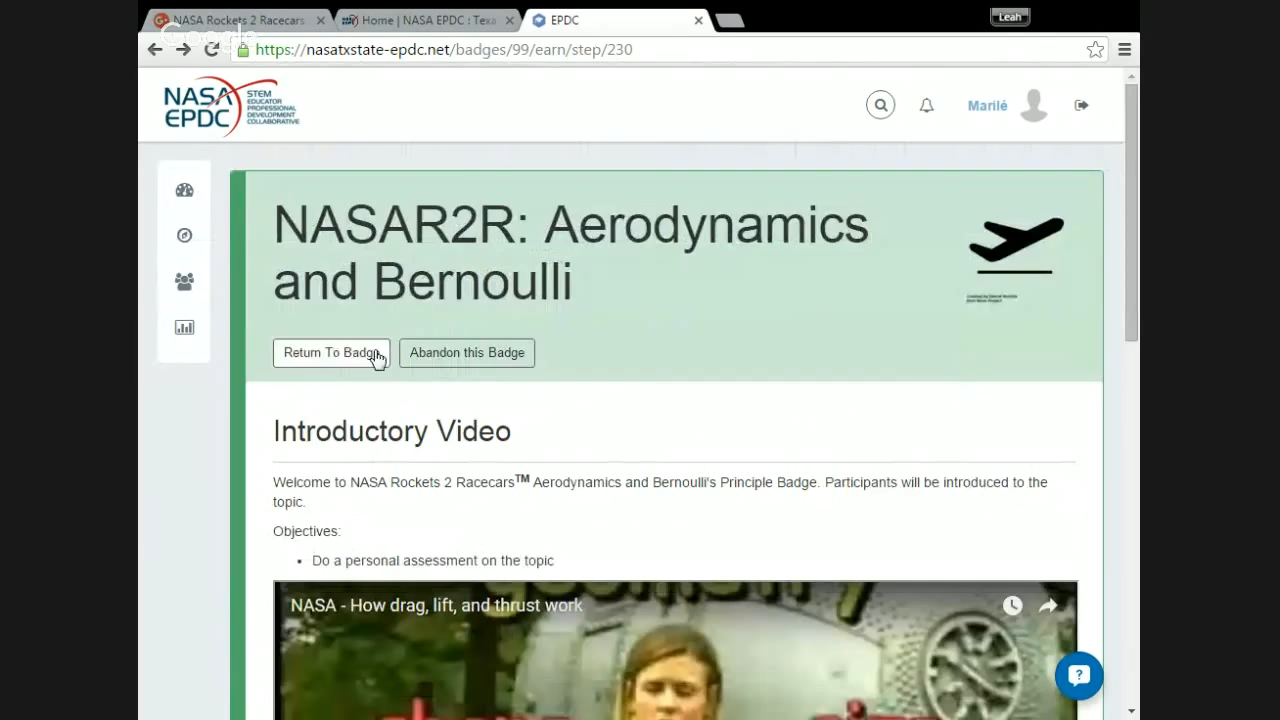 NASA Rockets 2 Racecars
Home | NASA EPDC : Texa
EPDC
Leah
Google
https://nasatxstate-epdc.net/badges/99/earn/step/230
NASA
EPDC
STEM
EDUCATOR
PROFESSIONAL
DEVELOPMENT
COLLABORATIVE
Marilé
NASAR2R: Aerodynamics
and Bernoulli
Return To Badge
Abandon this Badge
Introductory Video
Welcome to NASA Rockets 2 Racecars™ Aerodynamics and Bernoulli's Principle Badge. Participants will be introduced to the
topic.
Objectives:
• Do a personal assessment on the topic
NASA - How drag, lift, and thrust work